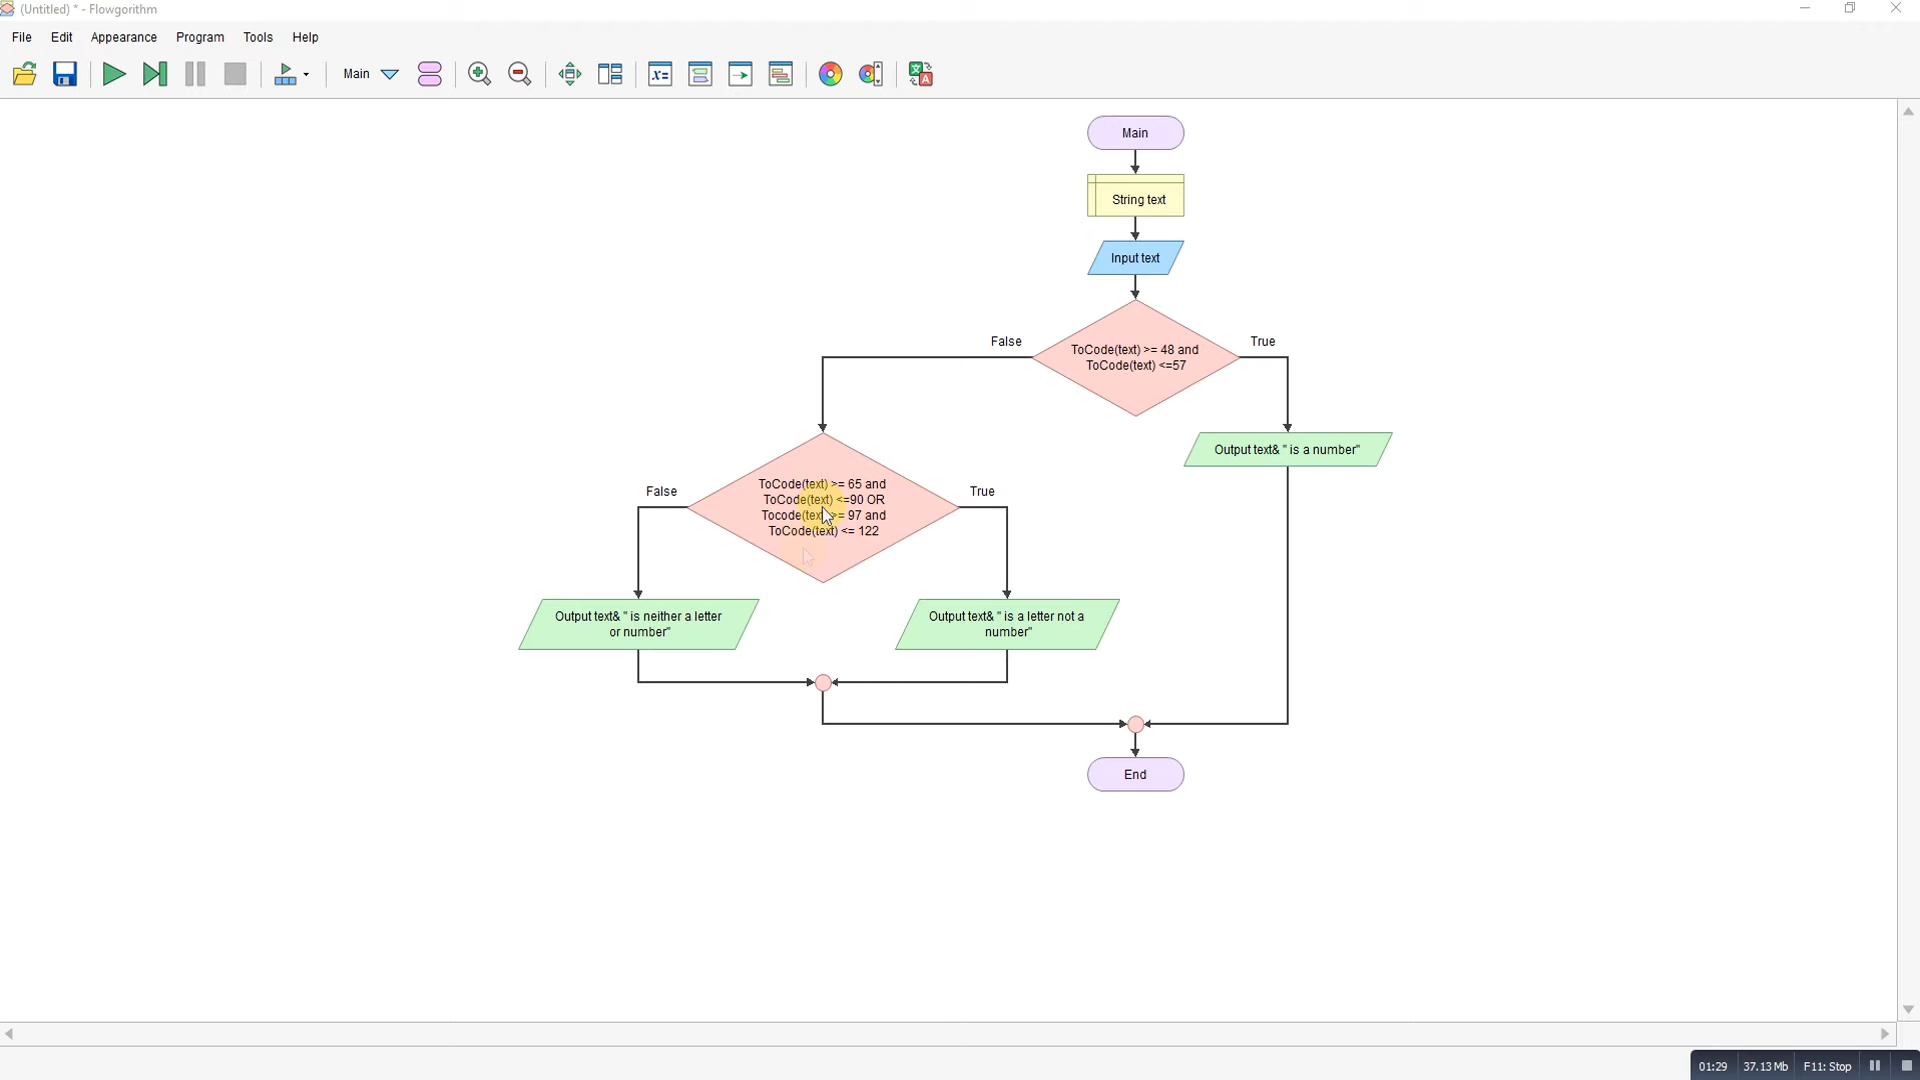 (Untitled) * - Flowgorithm
File Edit Appearance Program Tools Help
Main
Main
String text
Input text
False
True
ToCode(text) >= 48 and
ToCode(text) <=57
Output text& " is a number"
False
True
ToCode(text) >= 65 and
ToCode(text) <=90 OR
Tocode(text) >= 97 and
ToCode(text) <= 122
Output text& " is neither a letter
or number"
Output text& " is a letter not a
number"
End
01:29 37.13 Mb F11: Stop